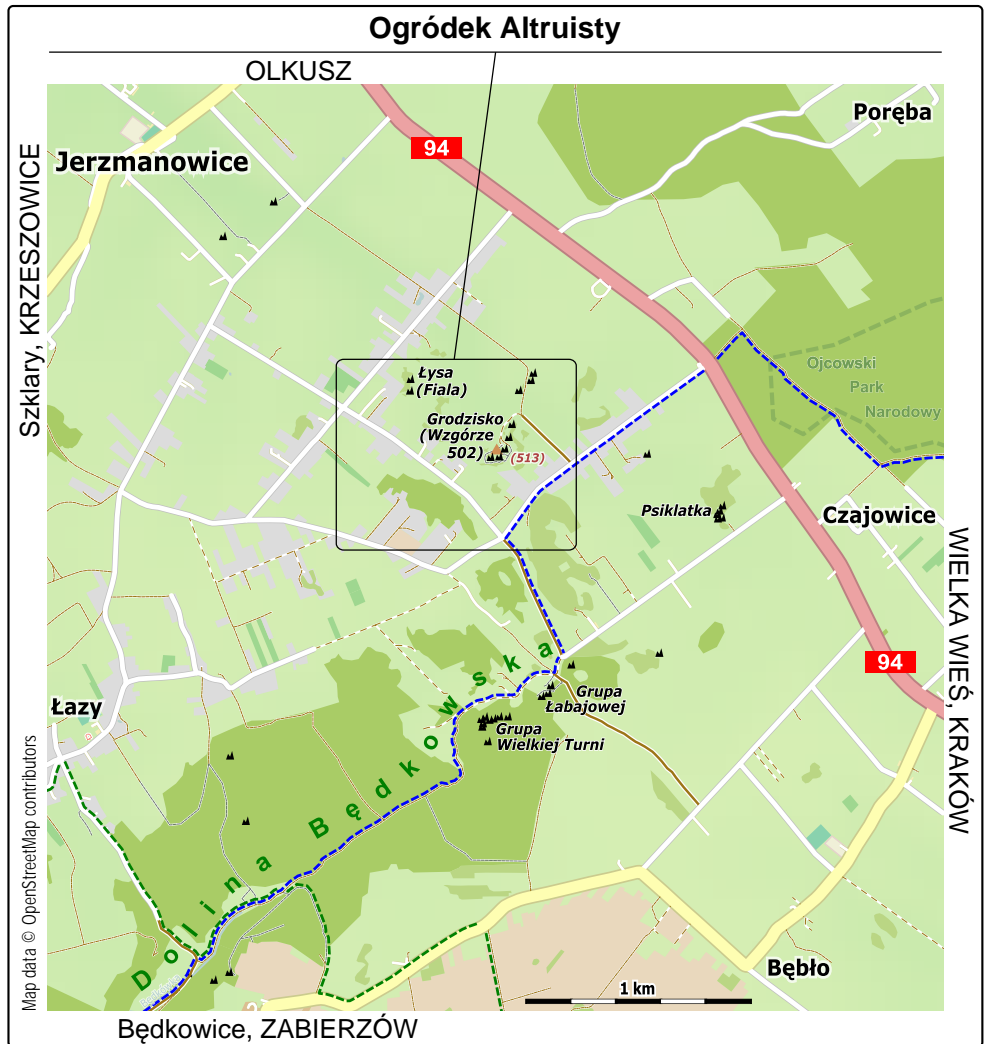 Ogródek Altruisty
OLKUSZ
Poręba
94
Jerzmanowice
Szklary, KRZESZOWICE
Ojcowski
Park
Narodowy
Łysa
(Fiala)
Grodzisko
(Wzgórze
502)
(513)
Psiklatka
Czajowice
WIELKA WIEŚ, KRAKÓW
94
Grupa
Łabajowej
Grupa
Wielkiej Turni
Łazy
Dolina Będkowska
Map data © OpenStreetMap contributors
Bębło
1 km
Będkowice, ZABIERZÓW